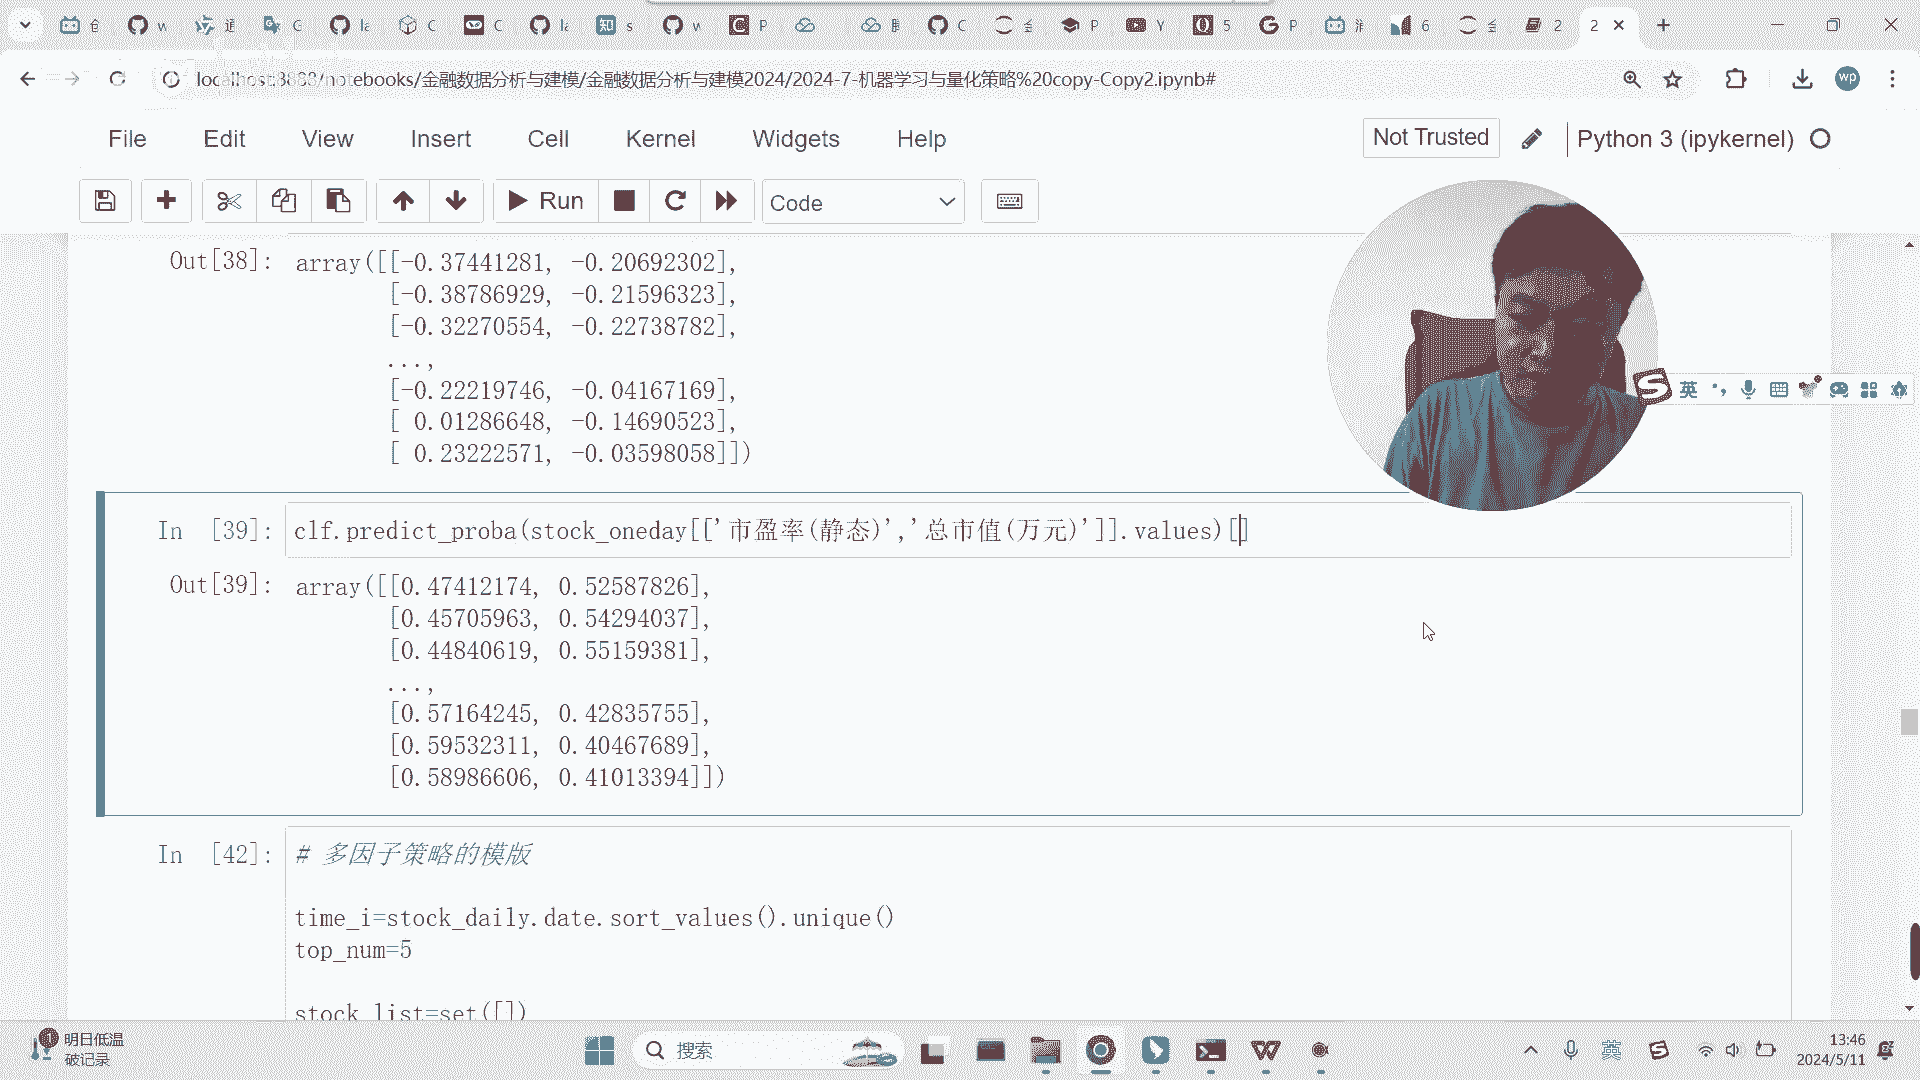 wp
localhost:8888/notebooks/金融数据分析与建模/金融数据分析与建模2024/2024-7-机器学习与量化策略%20copy-Copy2.ipynb#
File Edit View Insert Cell Kernel Widgets Help
Not Trusted
Python 3 (ipykernel)
Run
Code
Out[38]: array([[-0.37441281, -0.20692302],
[-0.38786929, -0.21596323],
[-0.32270554, -0.22738782],
...,
[-0.22219746, -0.04167169],
[ 0.01286648, -0.14690523],
[ 0.23222571, -0.03598058]])
英
In [39]: clf.predict_proba(stock_oneday[['市盈率(静态)','总市值(万元)']].values)[]
Out[39]: array([[0.47412174, 0.52587826],
[0.45705963, 0.54294037],
[0.44840619, 0.55159381],
...,
[0.57164245, 0.42835755],
[0.59532311, 0.40467689],
[0.58986606, 0.41013394]])
In [42]: # 多因子策略的模版
time_i=stock_daily.date.sort_values().unique()
top_num=5
stock_list=set([])
明日低温
破记录
搜索
英
13:46
2024/5/11